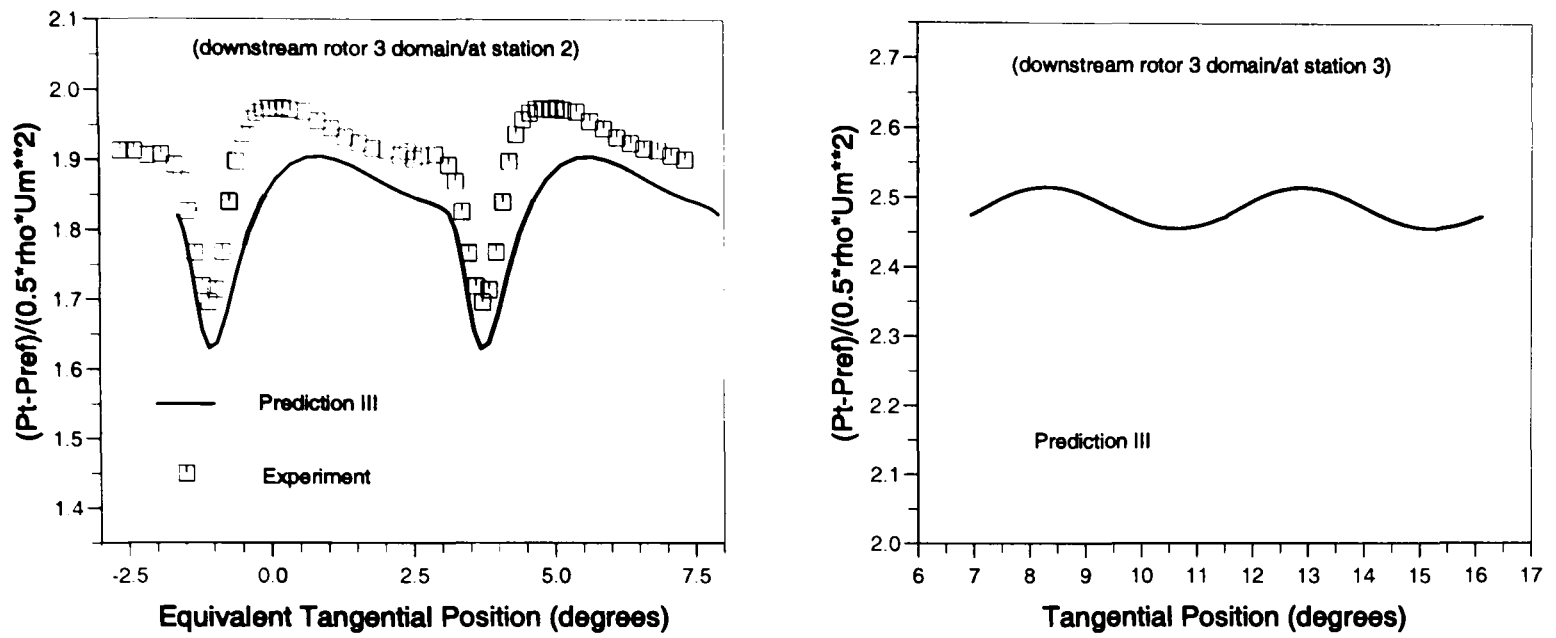 (downstream rotor 3 domain/at station 2)
(Pt-Pref)/(0.5*rho*Um**2)
2.1
2.0
1.9
1.8
1.7
1.6
1.5
1.4
Prediction III
Experiment
-2.5 0.0 2.5 5.0 7.5
Equivalent Tangential Position (degrees)
(downstream rotor 3 domain/at station 3)
(Pt-Pref)/(0.5*rho*Um**2)
2.7
2.6
2.5
2.4
2.3
2.2
2.1
2.0
Prediction III
6 7 8 9 10 11 12 13 14 15 16 17
Tangential Position (degrees)